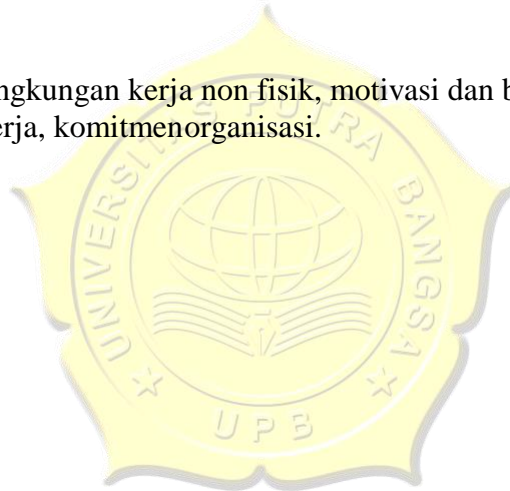 ngkungan kerja non fisik, motivasi dan b
erja, komitmenorganisasi.
UNIVERSITAS PUTRA BANGSA
UPB